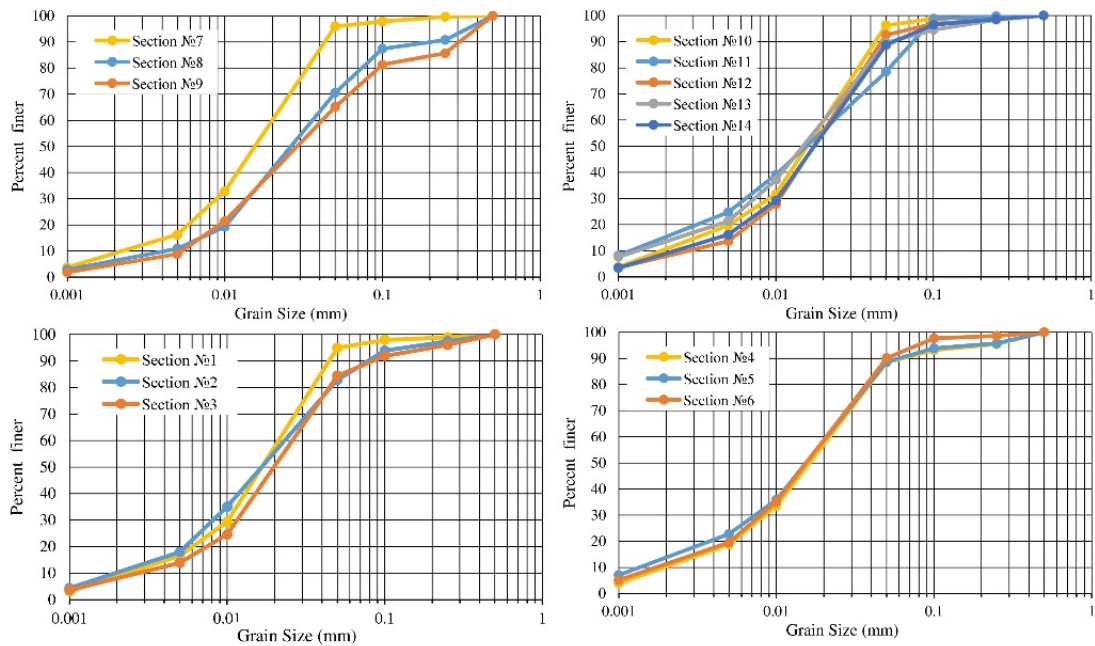 100
90
80
70
60
50
40
30
20
10
0
Percent finer
Section №7
Section №8
Section №9
0.001 0.01 0.1 1
Grain Size (mm)
100
90
80
70
60
50
40
30
20
10
0
Percent finer
Section №10
Section №11
Section №12
Section №13
Section №14
0.001 0.01 0.1 1
Grain Size (mm)
100
90
80
70
60
50
40
30
20
10
0
Percent finer
Section №1
Section №2
Section №3
0.001 0.01 0.1 1
Grain Size (mm)
100
90
80
70
60
50
40
30
20
10
0
Percent finer
Section №4
Section №5
Section №6
0.001 0.01 0.1 1
Grain Size (mm)